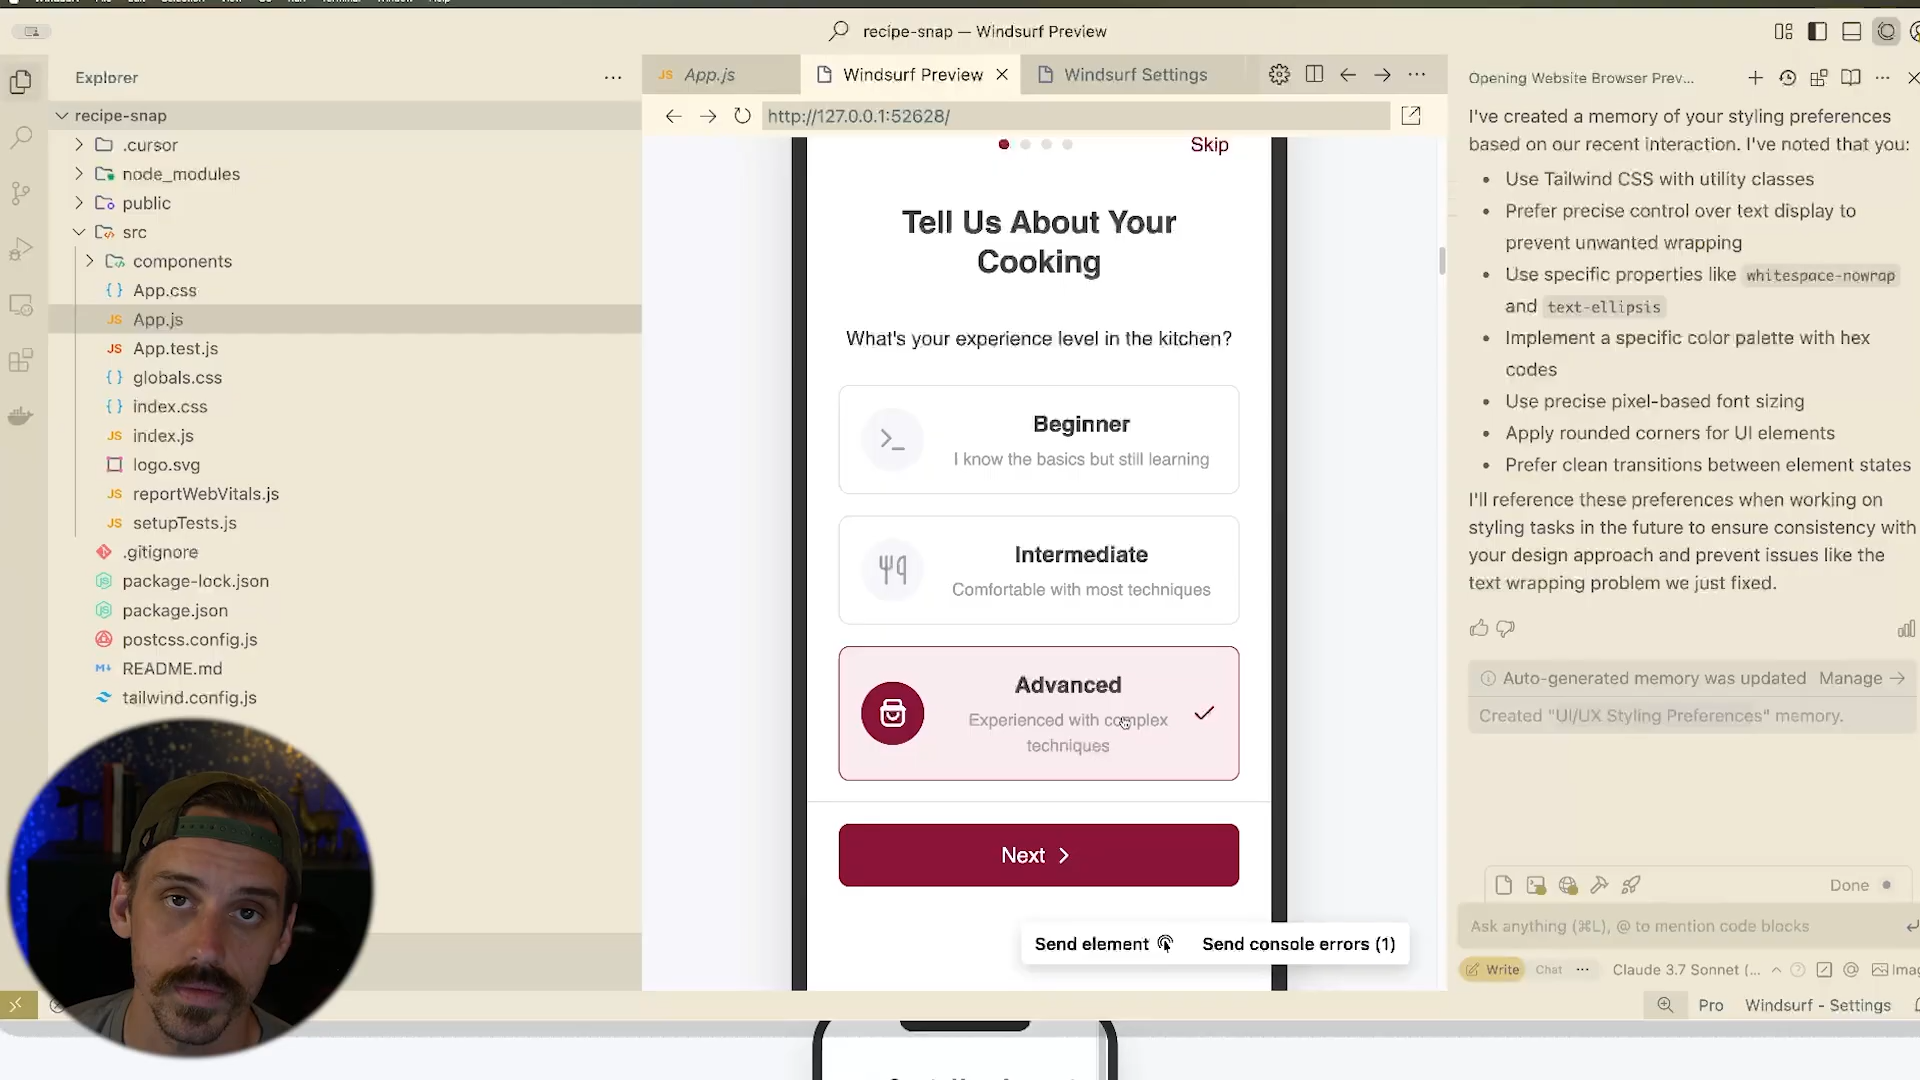 recipe-snap — Windsurf Preview
Explorer
recipe-snap
.cursor
node_modules
public
src
components
App.css
JS App.js
JS App.test.js
globals.css
index.css
JS index.js
logo.svg
JS reportWebVitals.js
JS setupTests.js
.gitignore
package-lock.json
package.json
postcss.config.js
README.md
tailwind.config.js
JS App.js
Windsurf Preview
Windsurf Settings
http://127.0.0.1:52628/
Skip
Tell Us About Your
Cooking
What's your experience level in the kitchen?
Beginner
I know the basics but still learning
Intermediate
Comfortable with most techniques
Advanced
Experienced with complex
techniques
Next
Send element
Send console errors (1)
Opening Website Browser Prev...
I've created a memory of your styling preferences
based on our recent interaction. I've noted that you:
• Use Tailwind CSS with utility classes
• Prefer precise control over text display to
prevent unwanted wrapping
• Use specific properties like whitespace-nowrap
and text-ellipsis
• Implement a specific color palette with hex
codes
• Use precise pixel-based font sizing
• Apply rounded corners for UI elements
• Prefer clean transitions between element states
I'll reference these preferences when working on
styling tasks in the future to ensure consistency with
your design approach and prevent issues like the
text wrapping problem we just fixed.
Auto-generated memory was updated Manage →
Created "UI/UX Styling Preferences" memory.
Done
Ask anything (⌘L), @ to mention code blocks
Write Chat ... Claude 3.7 Sonnet (...
Pro
Windsurf - Settings